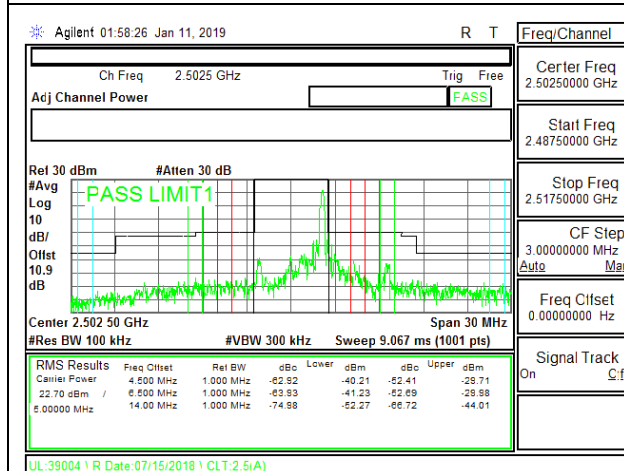 Agilent 01:58:26 Jan 11, 2019 R T Freq/Channel
Ch Freq 2.5025 GHz Trig Free
Adj Channel Power
PASS
Center Freq
2.50250000 GHz
Start Freq
2.48750000 GHz
Stop Freq
2.51750000 GHz
CF Step
3.00000000 MHz
Auto Man
Freq Offset
0.00000000 Hz
Signal Track
On Off
Ref 30 dBm #Atten 30 dB
#Avg
Log
10
dB/
Offst
10.9
dB
PASS LIMIT1
Center 2.502 50 GHz Span 30 MHz
#Res BW 100 kHz #VBW 300 kHz Sweep 9.067 ms (1001 pts)
RMS Results Freq Offset Ref BW dBc Lower dBm dBc Upper dBm
Carrier Power 4.500 MHz 1.000 MHz -62.92 -40.21 -52.41 -29.71
22.70 dBm / 6.500 MHz 1.000 MHz -63.93 -41.23 -52.69 -29.98
5.00000 MHz 14.00 MHz 1.000 MHz -74.98 -52.27 -66.72 -44.01
UL:39004 \ R Date:07/15/2018 \ CLT:2.5(A)